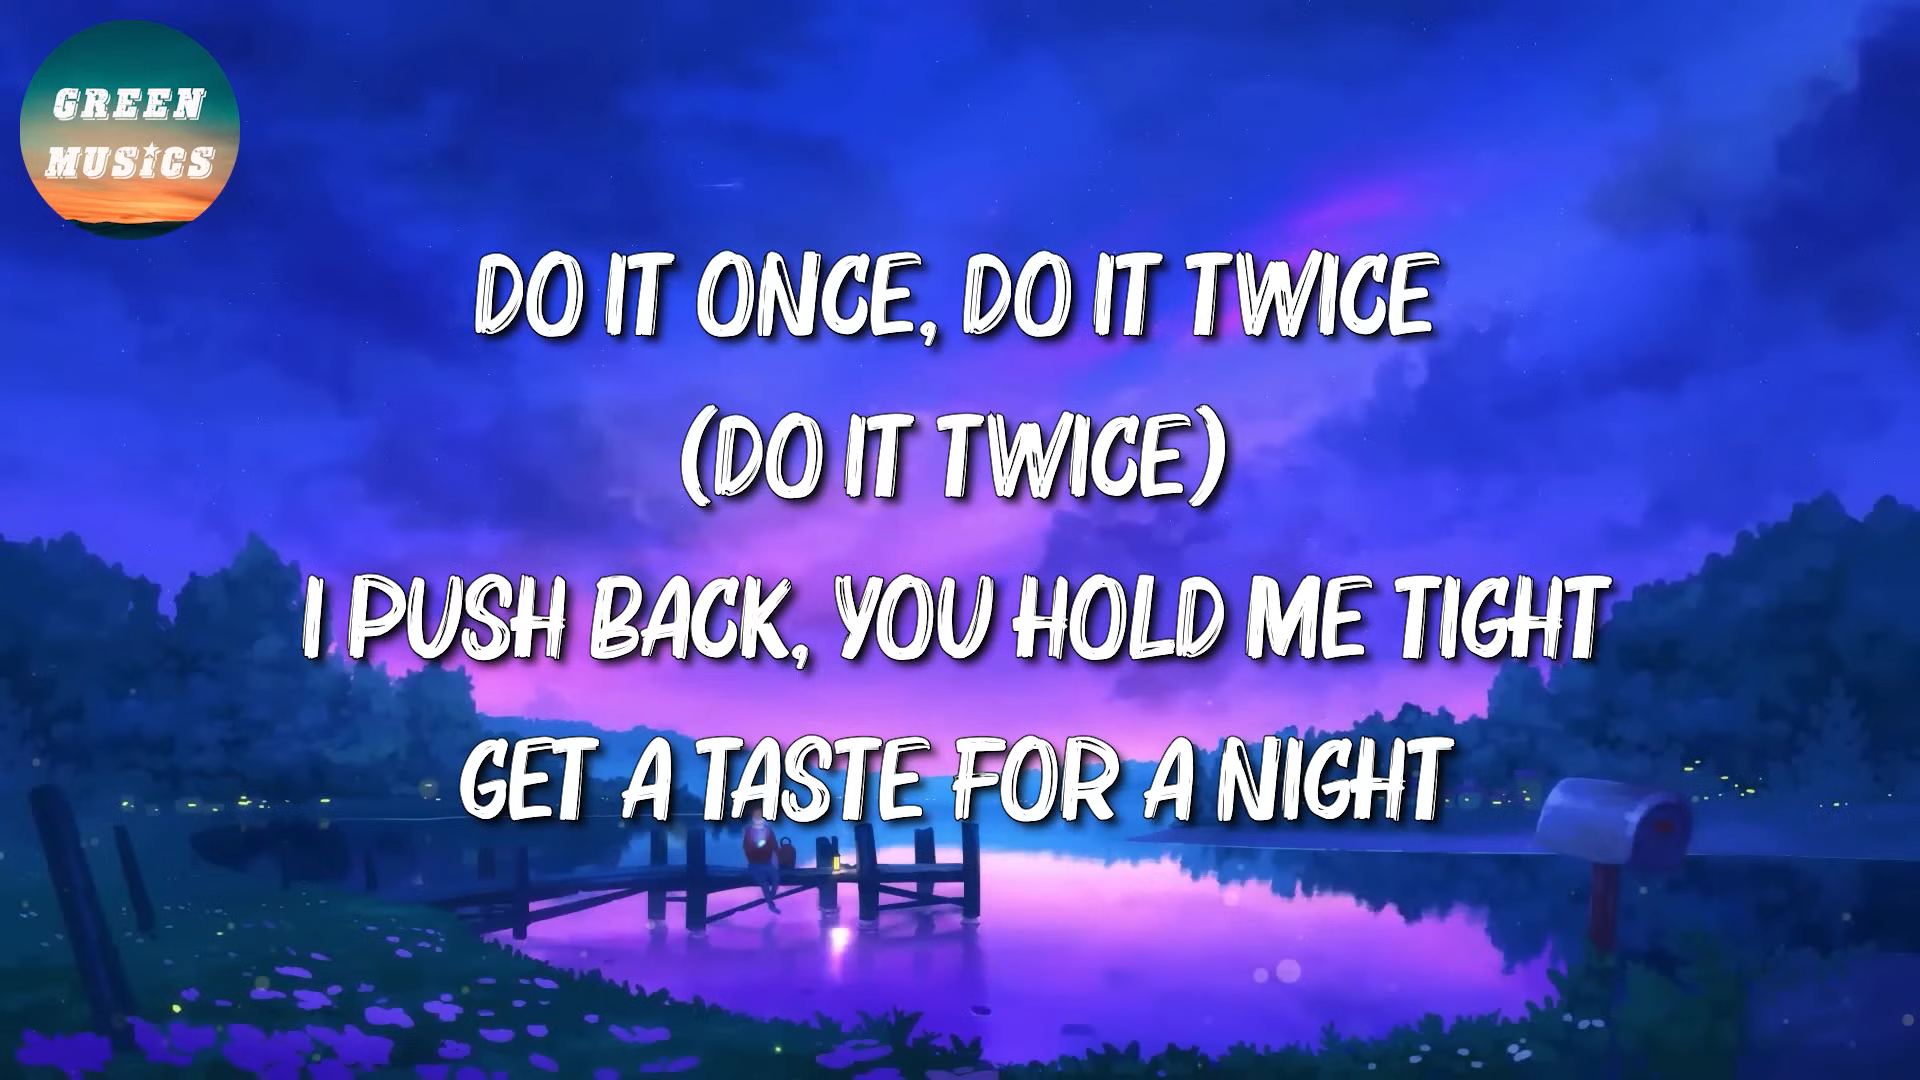 GREEN
MUSICS
DO IT ONCE, DO IT TWICE
(DO IT TWICE)
I PUSH BACK, YOU HOLD ME TIGHT
GET A TASTE FOR A NIGHT